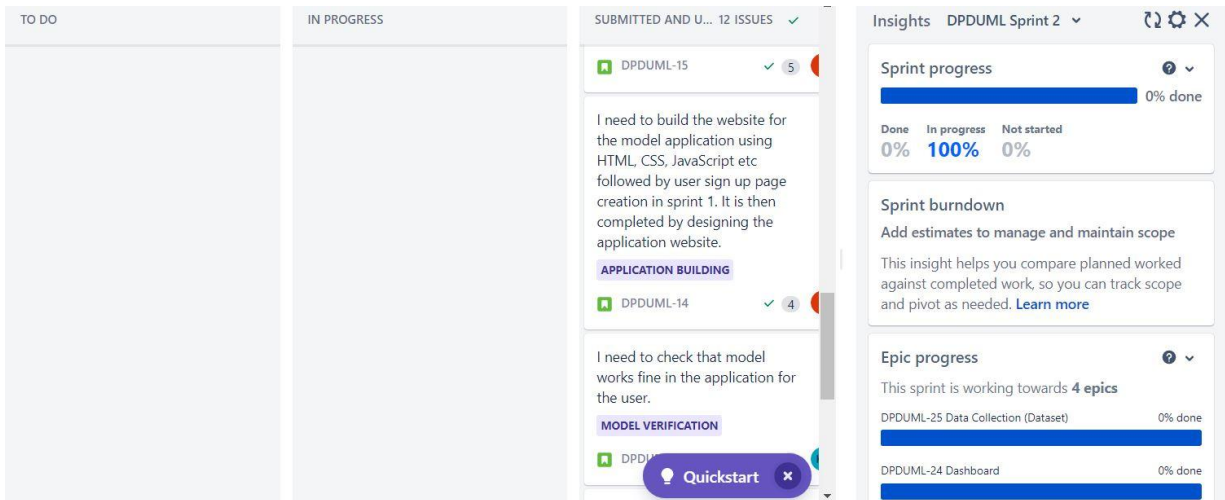 TO DO
IN PROGRESS
SUBMITTED AND U... 12 ISSUES
DPDUML-15
5
I need to build the website for
the model application using
HTML, CSS, JavaScript etc
followed by user sign up page
creation in sprint 1. It is then
completed by designing the
application website.
APPLICATION BUILDING
DPDUML-14
4
I need to check that model
works fine in the application for
the user.
MODEL VERIFICATION
Quickstart
Insights DPDUML Sprint 2
Sprint progress
0% done
Done In progress Not started
0% 100% 0%
Sprint burndown
Add estimates to manage and maintain scope
This insight helps you compare planned worked
against completed work, so you can track scope
and pivot as needed. Learn more
Epic progress
This sprint is working towards 4 epics
DPDUML-25 Data Collection (Dataset) 0% done
DPDUML-24 Dashboard 0% done